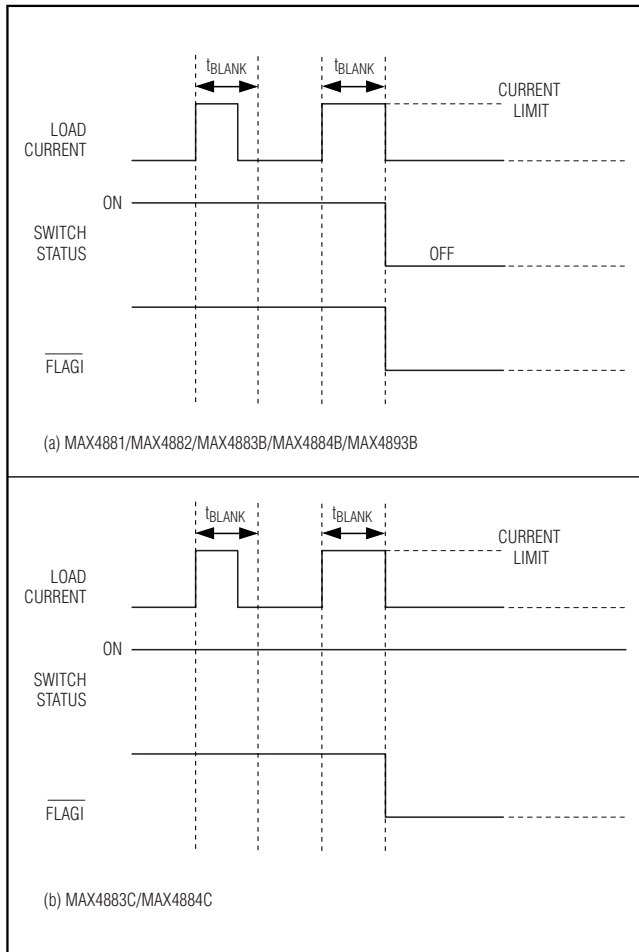 tBLANK tBLANK
CURRENT
LIMIT
LOAD
CURRENT
ON
SWITCH
STATUS
OFF
FLAGI
(a) MAX4881/MAX4882/MAX4883B/MAX4884B/MAX4893B
tBLANK tBLANK
CURRENT
LIMIT
LOAD
CURRENT
ON
SWITCH
STATUS
FLAGI
(b) MAX4883C/MAX4884C